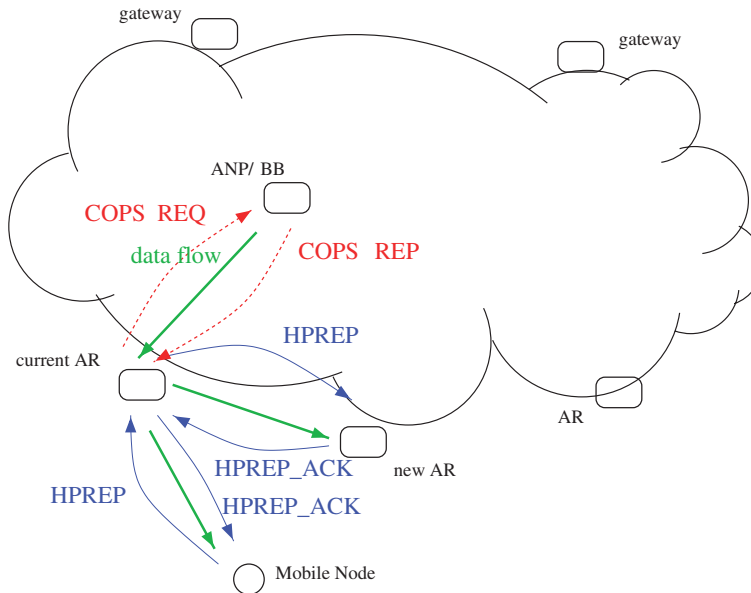 gateway
gateway
ANP/ BB
COPS REQ
data flow
COPS REP
HPREP
current AR
AR
HPREP_ACK
new AR
HPREP
HPREP_ACK
Mobile Node